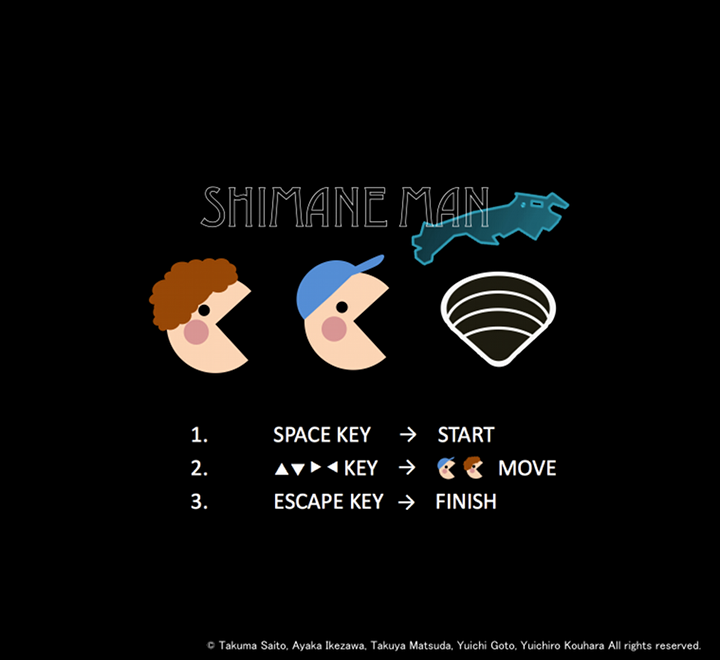 SHIMANE MAN
1. SPACE KEY → START
2. ▲▼►◄ KEY → MOVE
3. ESCAPE KEY → FINISH
© Takuma Saito, Ayaka Ikezawa, Takuya Matsuda, Yuichi Goto, Yuichiro Kouhara All rights reserved.